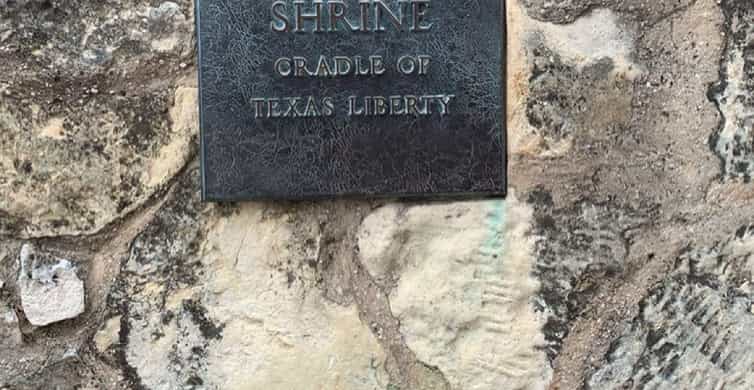 SHRINE
CRADLE OF
TEXAS LIBERTY